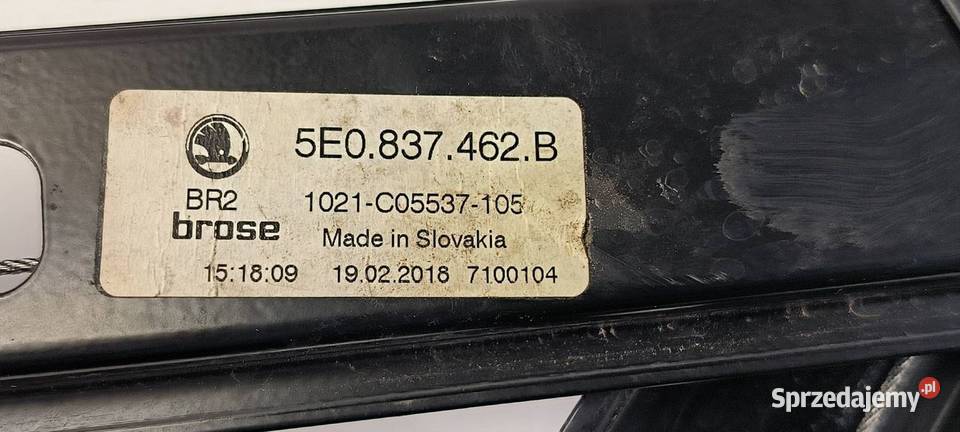 5E0.837.462.B
BR2 1021-C05537-105
brose Made in Slovakia
15:18:09 19.02.2018 7100104
Sprzedajemy.pl